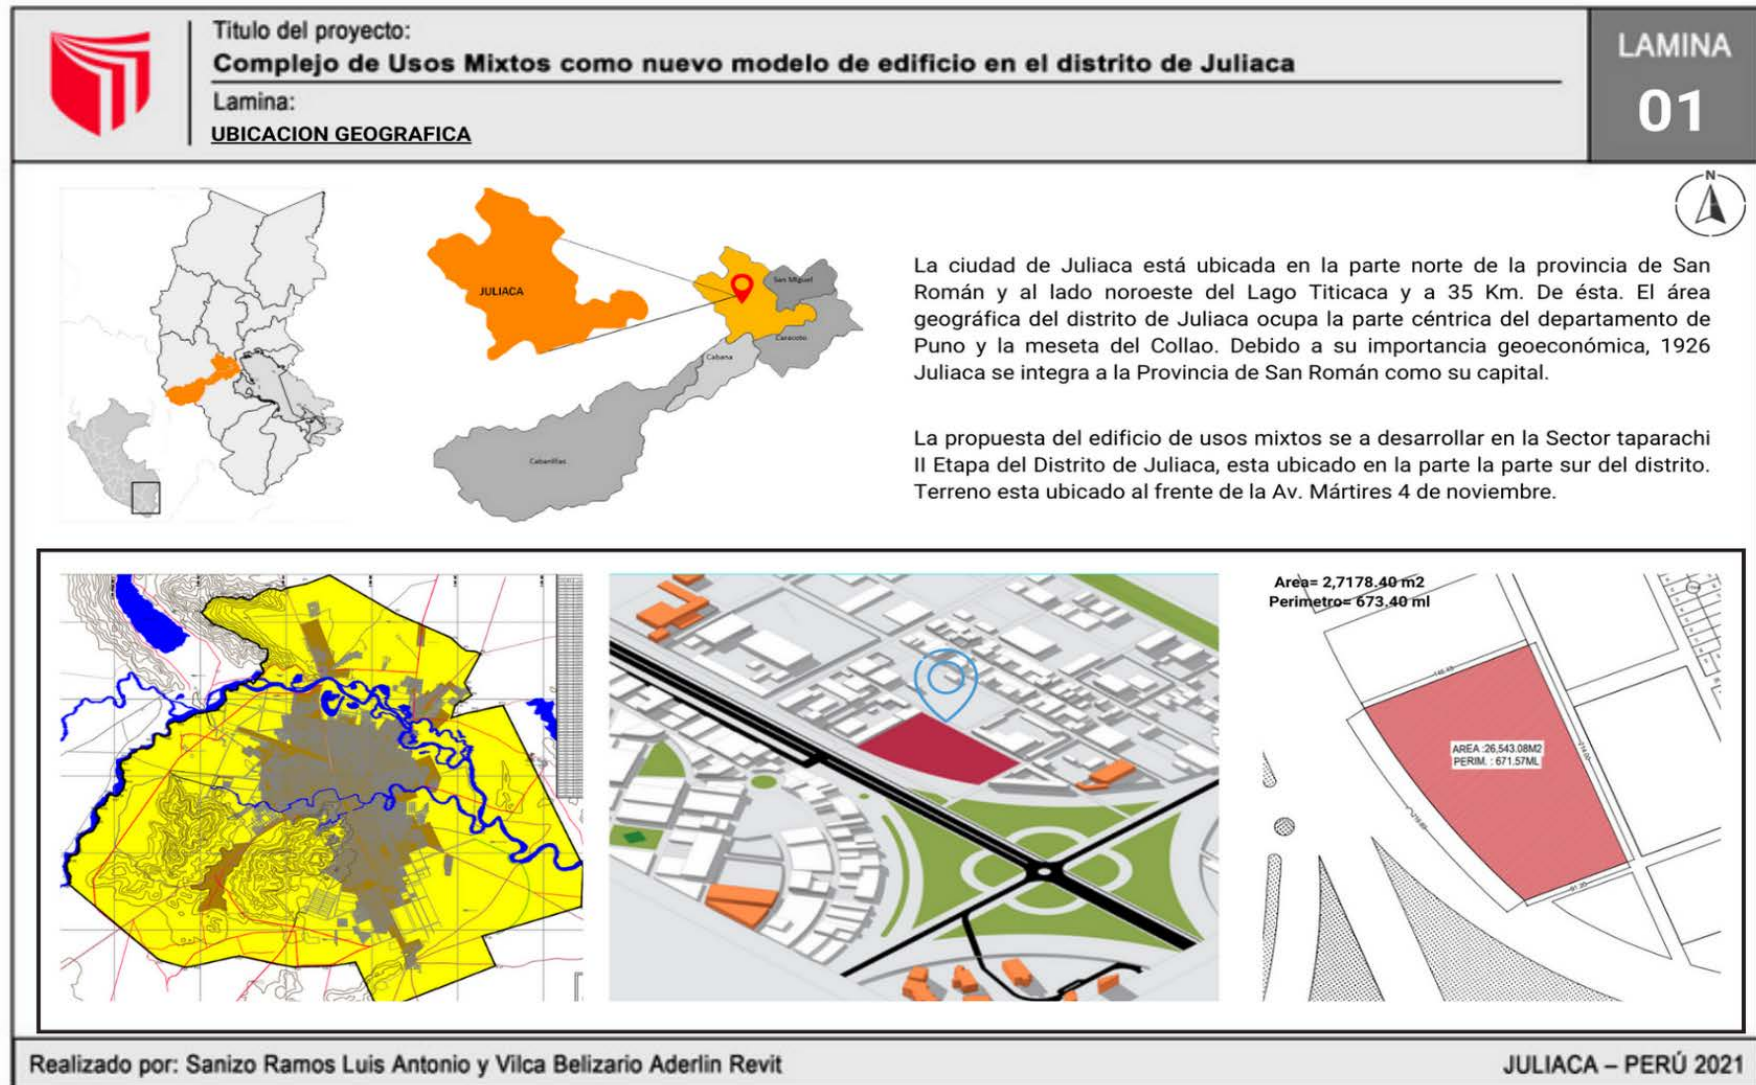 Titulo del proyecto:
Complejo de Usos Mixtos como nuevo modelo de edificio en el distrito de Juliaca
Lamina:
UBICACION GEOGRAFICA
LAMINA
01
N
JULIACA
San Miguel
Caracoto
Cabana
Cabanillas
La ciudad de Juliaca está ubicada en la parte norte de la provincia de San
Román y al lado noroeste del Lago Titicaca y a 35 Km. De ésta. El área
geográfica del distrito de Juliaca ocupa la parte céntrica del departamento de
Puno y la meseta del Collao. Debido a su importancia geoeconómica, 1926
Juliaca se integra a la Provincia de San Román como su capital.
La propuesta del edificio de usos mixtos se a desarrollar en la Sector taparachi
II Etapa del Distrito de Juliaca, esta ubicado en la parte la parte sur del distrito.
Terreno esta ubicado al frente de la Av. Mártires 4 de noviembre.
Area= 2,7178.40 m2
Perimetro= 673.40 ml
AREA :26,543.08M2
PERIM. : 671.57ML
Realizado por: Sanizo Ramos Luis Antonio y Vilca Belizario Aderlin Revit
JULIACA – PERÚ 2021